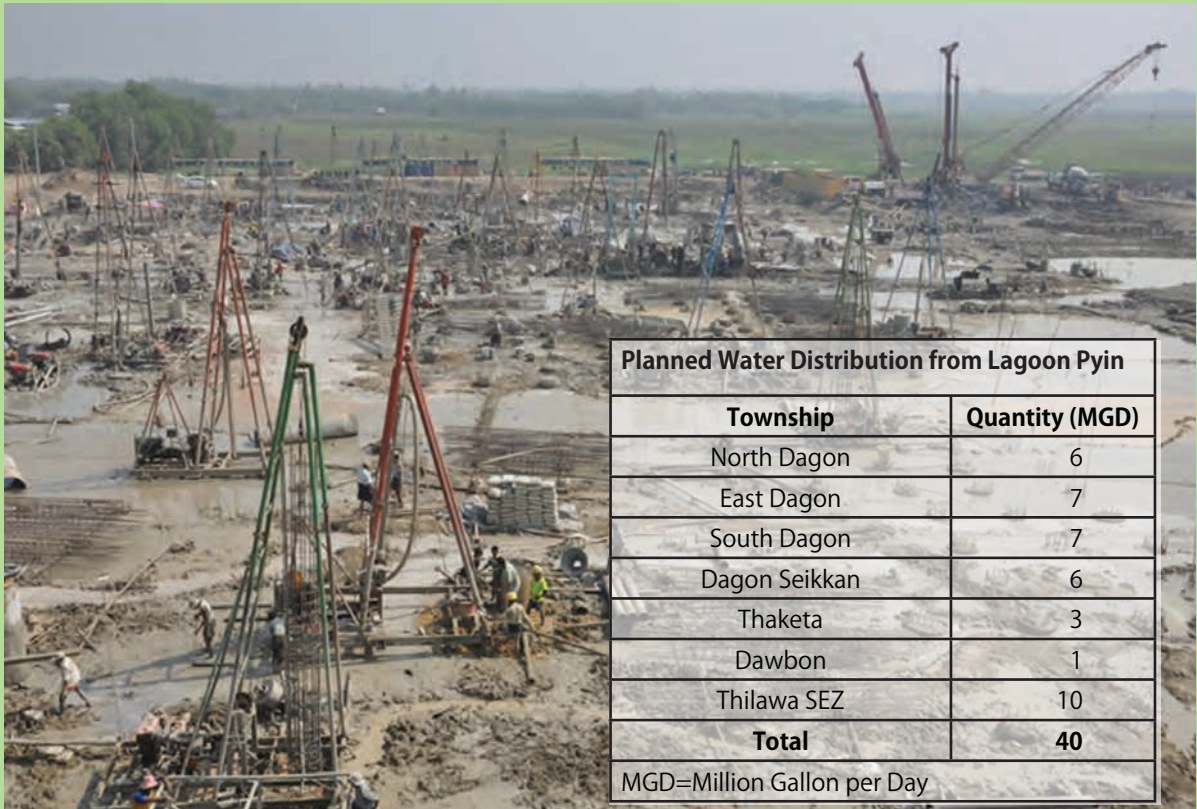 Planned Water Distribution from Lagoon Pyin
Township Quantity (MGD)
North Dagon 6
East Dagon 7
South Dagon 7
Dagon Seikkan 6
Thaketa 3
Dawbon 1
Thilawa SEZ 10
Total 40
MGD=Million Gallon per Day